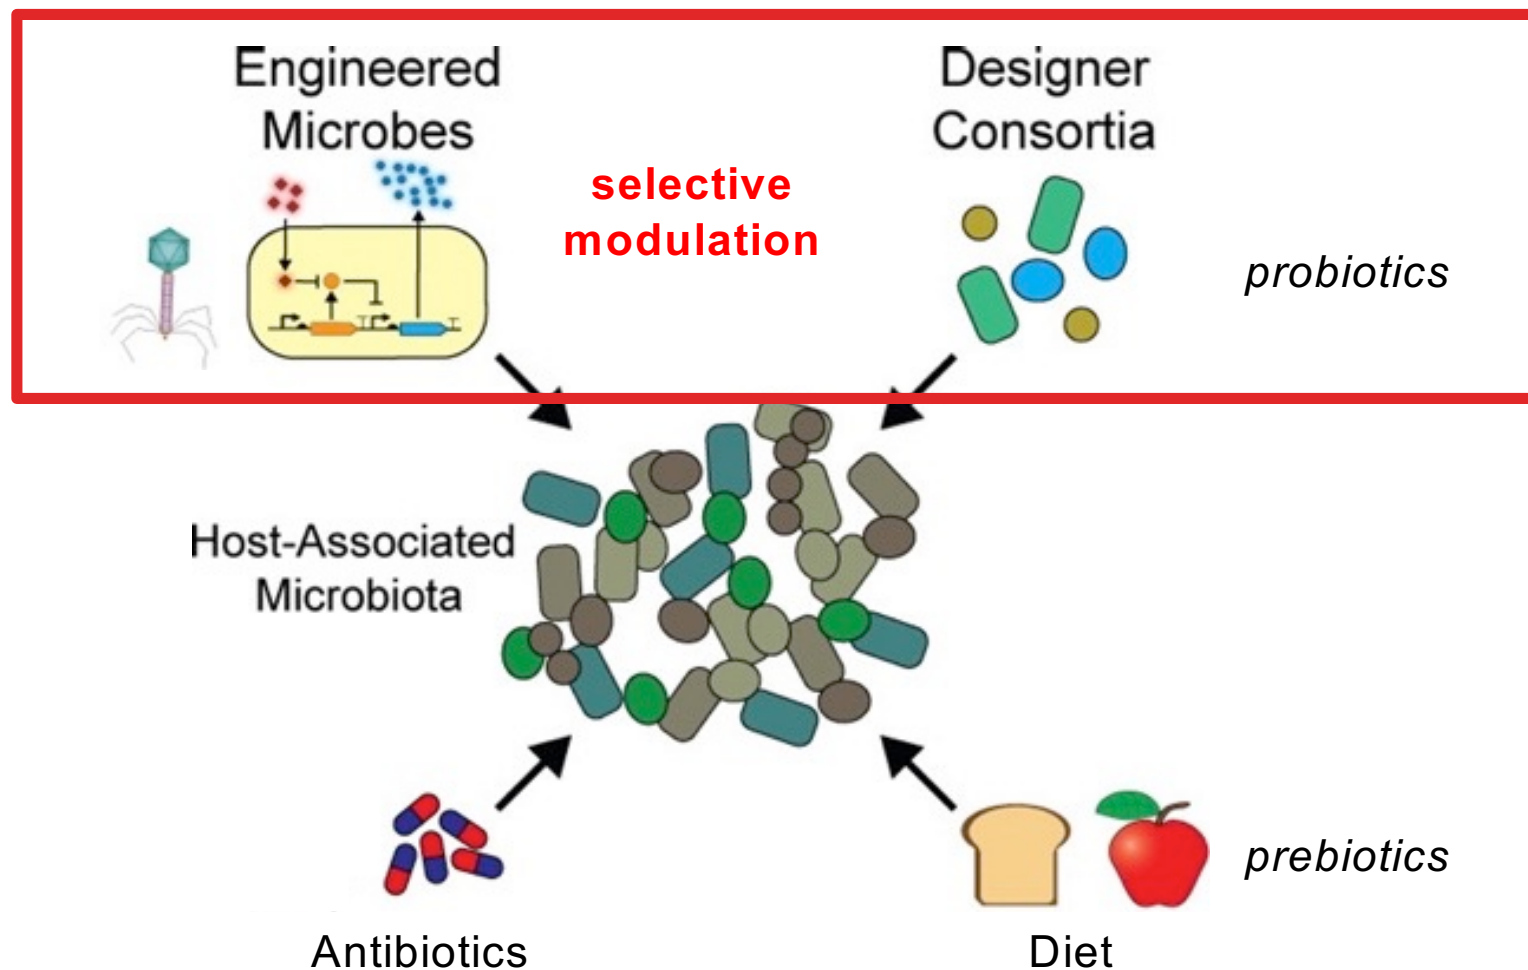 Engineered
Microbes
Designer
Consortia
selective
modulation
probiotics
Host-Associated
Microbiota
prebiotics
Antibiotics
Diet